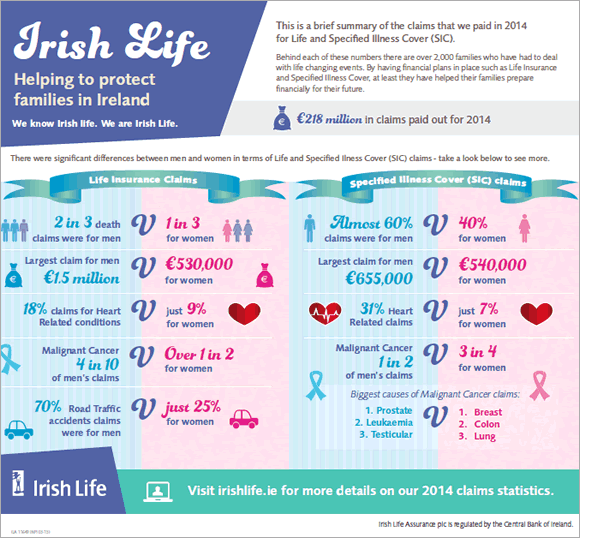 Irish Life
Helping to protect
families in Ireland
We know Irish life. We are Irish Life.
This is a brief summary of the claims that we paid in 2014
for Life and Specified Illness Cover (SIC).
Behind each of these numbers there are over 2,000 families who have had to
deal with life changing events. By having financial plans in place such as Life Insurance
and Specified Illness Cover, at least they have helped their families prepare
financially for their future.
€218 million in claims paid out for 2014
There were significant differences between men and women in terms of Life and Specified Ilness Cover (SIC) claims - take a look below to see more.
Life Insurance Claims
2 in 3 death
claims were for men
V
1 in 3
for women
Largest claim for men
€1.5 million
V
€530,000
for women
18% claims for Heart
Related conditions
V
just 9%
for women
Malignant Cancer
4 in 10
of men's claims
V
Over 1 in 2
for women
70% Road Traffic
accidents claims
were for men
V
just 25%
for women
Specified Illness Cover (SIC) claims
Almost 60%
claims were for men
V
40%
for women
Largest claim for men
€655,000
V
€540,000
for women
31% Heart
Related claims
V
just 7%
for women
Malignant Cancer
1 in 2
of men's claims
V
3 in 4
for women
Biggest causes of Malignant Cancer claims:
1. Prostate
2. Leukaemia
3. Testicular
V
1. Breast
2. Colon
3. Lung
Irish Life
Visit irishlife.ie for more details on our 2014 claims statistics.
Irish Life Assurance plc is regulated by the Central Bank of Ireland.